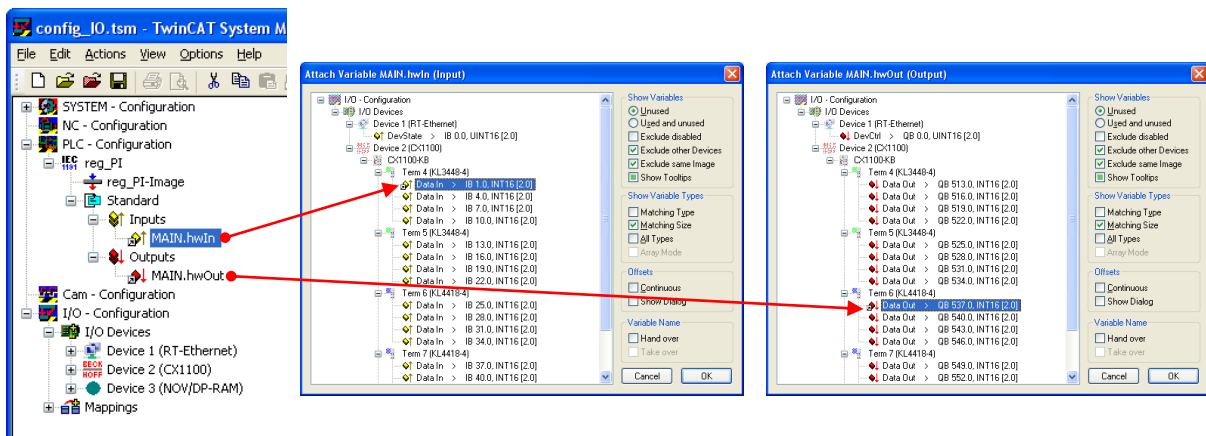 config_IO.tsm - TwinCAT System M
File Edit Actions View Options Help
SYSTEM - Configuration
NC - Configuration
PLC - Configuration
IEC
1131
reg_PI
reg_PI-Image
Standard
Inputs
MAIN.hwIn
Outputs
MAIN.hwOut
Cam - Configuration
I/O - Configuration
I/O Devices
Device 1 (RT-Ethernet)
BECK
HOFF
Device 2 (CX1100)
Device 3 (NOV/DP-RAM)
Mappings
Attach Variable MAIN.hwIn (Input)
I/O - Configuration
I/O Devices
Device 1 (RT-Ethernet)
DevState > IB 0.0, UINT16 [2.0]
Device 2 (CX1100)
CX1100-KB
Term 4 (KL3448-4)
Data In > IB 1.0, INT16 [2.0]
Data In > IB 4.0, INT16 [2.0]
Data In > IB 7.0, INT16 [2.0]
Data In > IB 10.0, INT16 [2.0]
Term 5 (KL3448-4)
Data In > IB 13.0, INT16 [2.0]
Data In > IB 16.0, INT16 [2.0]
Data In > IB 19.0, INT16 [2.0]
Data In > IB 22.0, INT16 [2.0]
Term 6 (KL4418-4)
Data In > IB 25.0, INT16 [2.0]
Data In > IB 28.0, INT16 [2.0]
Data In > IB 31.0, INT16 [2.0]
Data In > IB 34.0, INT16 [2.0]
Term 7 (KL4418-4)
Data In > IB 37.0, INT16 [2.0]
Data In > IB 40.0, INT16 [2.0]
Show Variables
Unused
Used and unused
Exclude disabled
Exclude other Devices
Exclude same Image
Show Tooltips
Show Variable Types
Matching Type
Matching Size
All Types
Array Mode
Offsets
Continuous
Show Dialog
Variable Name
Hand over
Take over
Cancel OK
Attach Variable MAIN.hwOut (Output)
I/O - Configuration
I/O Devices
Device 1 (RT-Ethernet)
DevCtrl > QB 0.0, UINT16 [2.0]
Device 2 (CX1100)
CX1100-KB
Term 4 (KL3448-4)
Data Out > QB 513.0, INT16 [2.0]
Data Out > QB 516.0, INT16 [2.0]
Data Out > QB 519.0, INT16 [2.0]
Data Out > QB 522.0, INT16 [2.0]
Term 5 (KL3448-4)
Data Out > QB 525.0, INT16 [2.0]
Data Out > QB 528.0, INT16 [2.0]
Data Out > QB 531.0, INT16 [2.0]
Data Out > QB 534.0, INT16 [2.0]
Term 6 (KL4418-4)
Data Out > QB 537.0, INT16 [2.0]
Data Out > QB 540.0, INT16 [2.0]
Data Out > QB 543.0, INT16 [2.0]
Data Out > QB 546.0, INT16 [2.0]
Term 7 (KL4418-4)
Data Out > QB 549.0, INT16 [2.0]
Data Out > QB 552.0, INT16 [2.0]
Show Variables
Unused
Used and unused
Exclude disabled
Exclude other Devices
Exclude same Image
Show Tooltips
Show Variable Types
Matching Type
Matching Size
All Types
Array Mode
Offsets
Continuous
Show Dialog
Variable Name
Hand over
Take over
Cancel OK